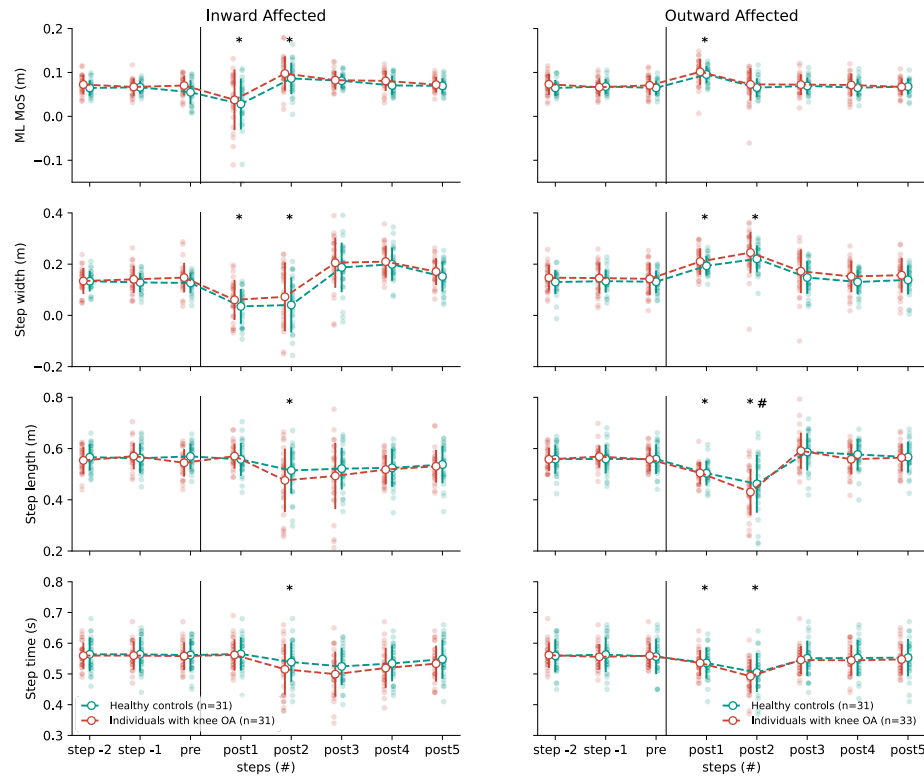 Inward Affected
Outward Affected
ML MoS (m)
0.2
0.1
0.0
−0.1
*
*
*
Step width (m)
0.4
0.2
0.0
−0.2
*
*
*
*
Step length (m)
0.8
0.6
0.4
0.2
*
*
* #
Step time (s)
0.8
0.7
0.6
0.5
0.4
0.3
*
*
*
Healthy controls (n=31)
Individuals with knee OA (n=31)
Healthy controls (n=31)
Individuals with knee OA (n=33)
step -2 step -1 pre post1 post2 post3 post4 post5
steps (#)
step -2 step -1 pre post1 post2 post3 post4 post5
steps (#)